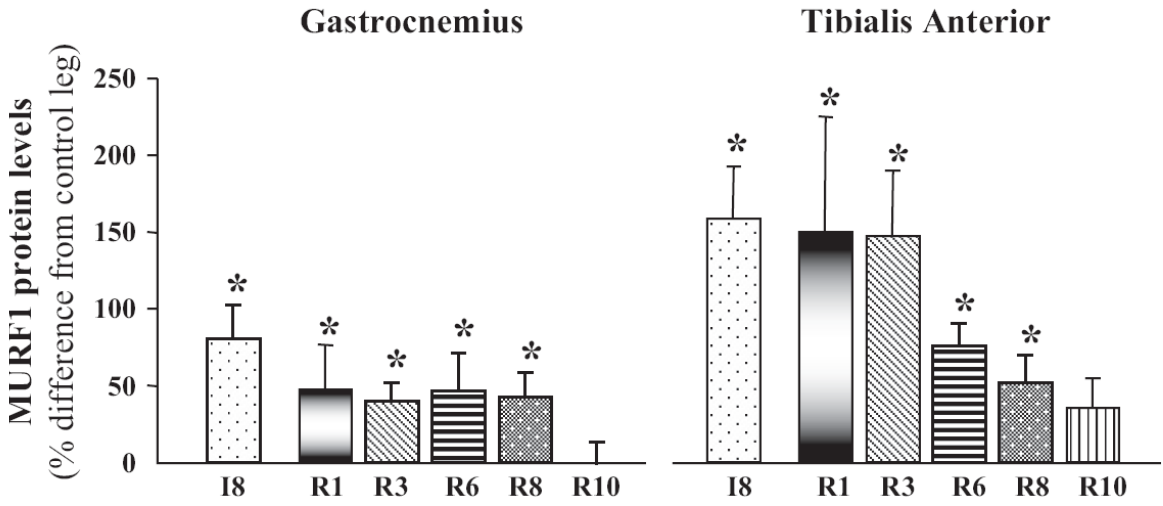 Gastrocnemius
Tibialis Anterior
MURF1 protein levels
(% difference from control leg)
250
200
150
100
50
0
*
*
*
*
*
*
*
*
*
*
I8 R1 R3 R6 R8 R10
I8 R1 R3 R6 R8 R10